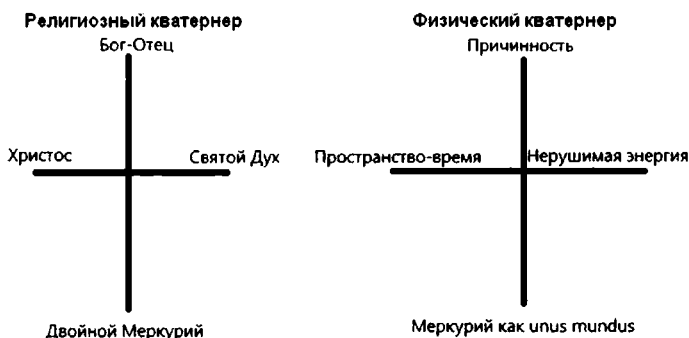 Религиозный кватернер
Бог-Отец
Христос
Святой Дух
Двойной Меркурий
Физический кватернер
Причинность
Пространство-время
Нерушимая энергия
Меркурий как unus mundus